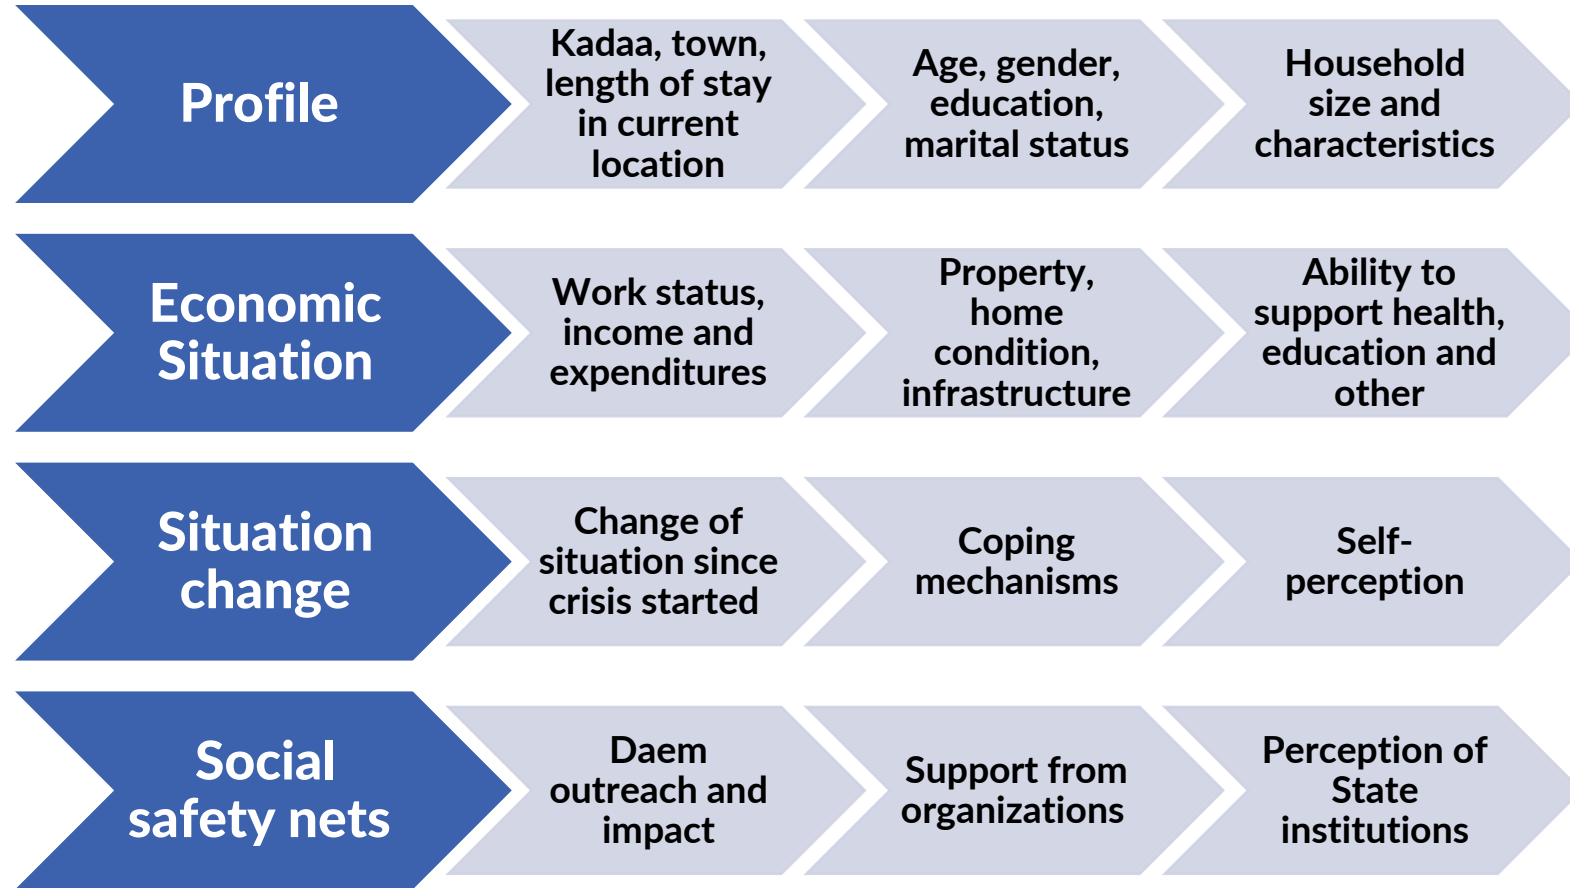 Profile
Kadaa, town,
length of stay
in current
location
Age, gender,
education,
marital status
Household
size and
characteristics
Economic
Situation
Work status,
income and
expenditures
Property,
home
condition,
infrastructure
Ability to
support health,
education and
other
Situation
change
Change of
situation since
crisis started
Coping
mechanisms
Self-
perception
Social
safety nets
Daem
outreach and
impact
Support from
organizations
Perception of
State
institutions